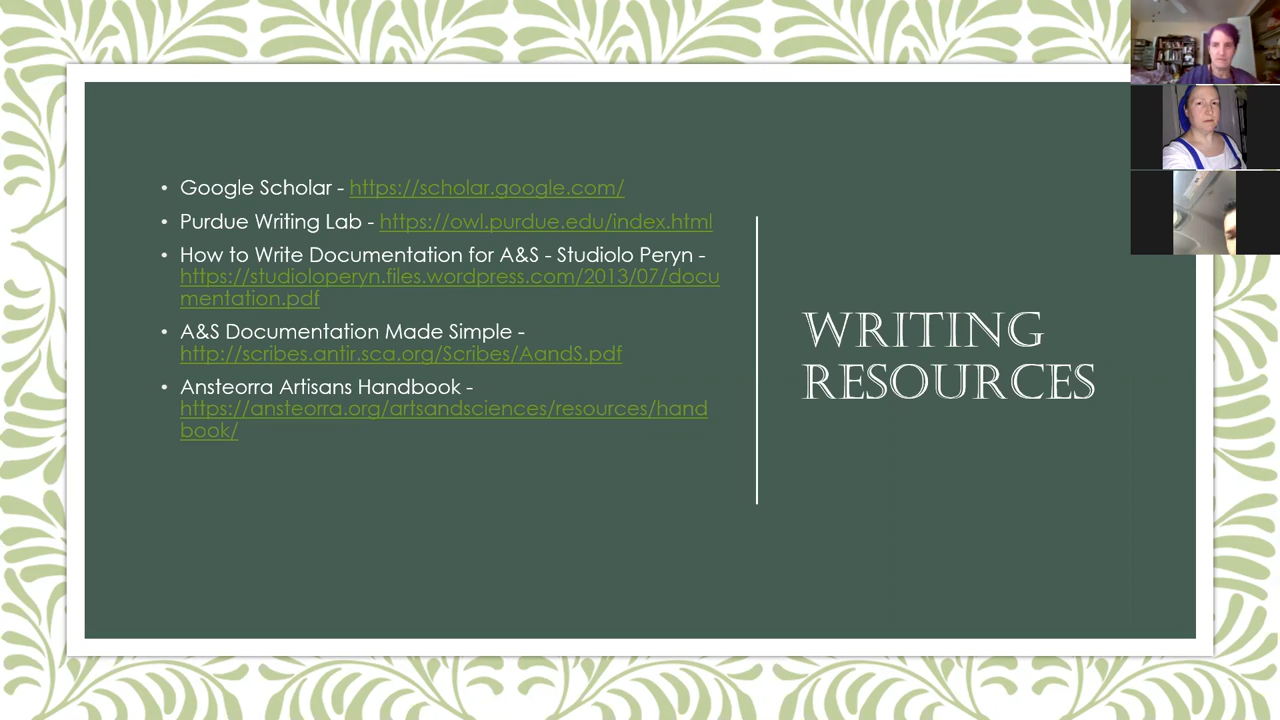 • Google Scholar - https://scholar.google.com/
• Purdue Writing Lab - https://owl.purdue.edu/index.html
• How to Write Documentation for A&S - Studiolo Peryn -
https://studioloperyn.files.wordpress.com/2013/07/docu
mentation.pdf
• A&S Documentation Made Simple -
http://scribes.antir.sca.org/Scribes/AandS.pdf
• Ansteorra Artisans Handbook -
https://ansteorra.org/artsandsciences/resources/hand
book/
WRITING
RESOURCES